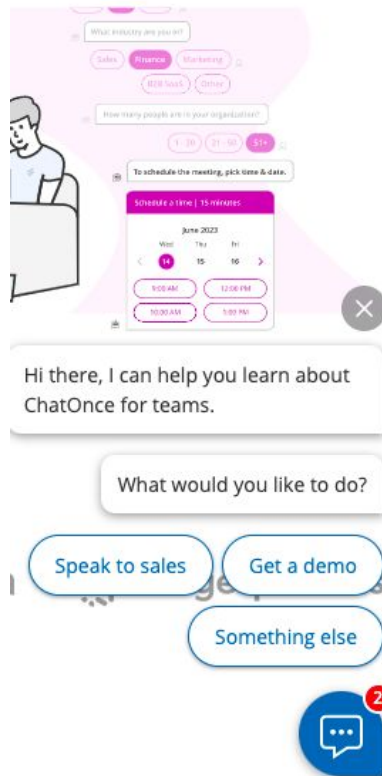 What industry are you in?
Sales Finance Marketing
B2B SaaS Other
How many people are in your organization?
1 - 20 21 - 50 51+
To schedule the meeting, pick time & date.
Schedule a time | 15 minutes
June 2023
Wed Thu Fri
14 15 16
9:00 AM 12:00 PM
10:00 AM 5:00 PM
Hi there, I can help you learn about
ChatOnce for teams.
What would you like to do?
Speak to sales Get a demo
Something else
2